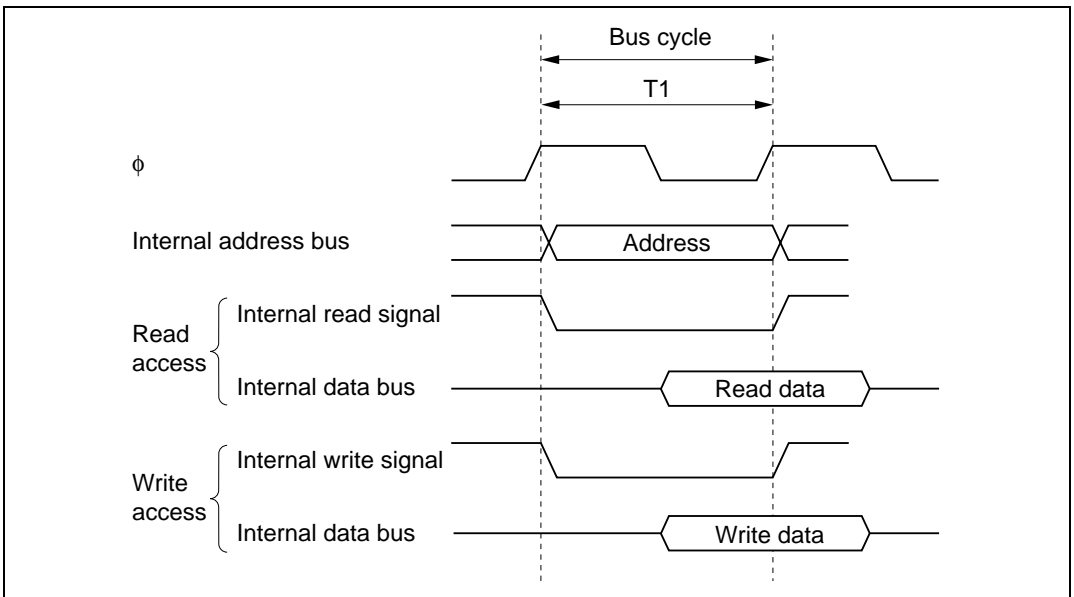 Bus cycle
T1
ϕ
Internal address bus
Address
Read
access
Internal read signal
Internal data bus
Read data
Write
access
Internal write signal
Internal data bus
Write data